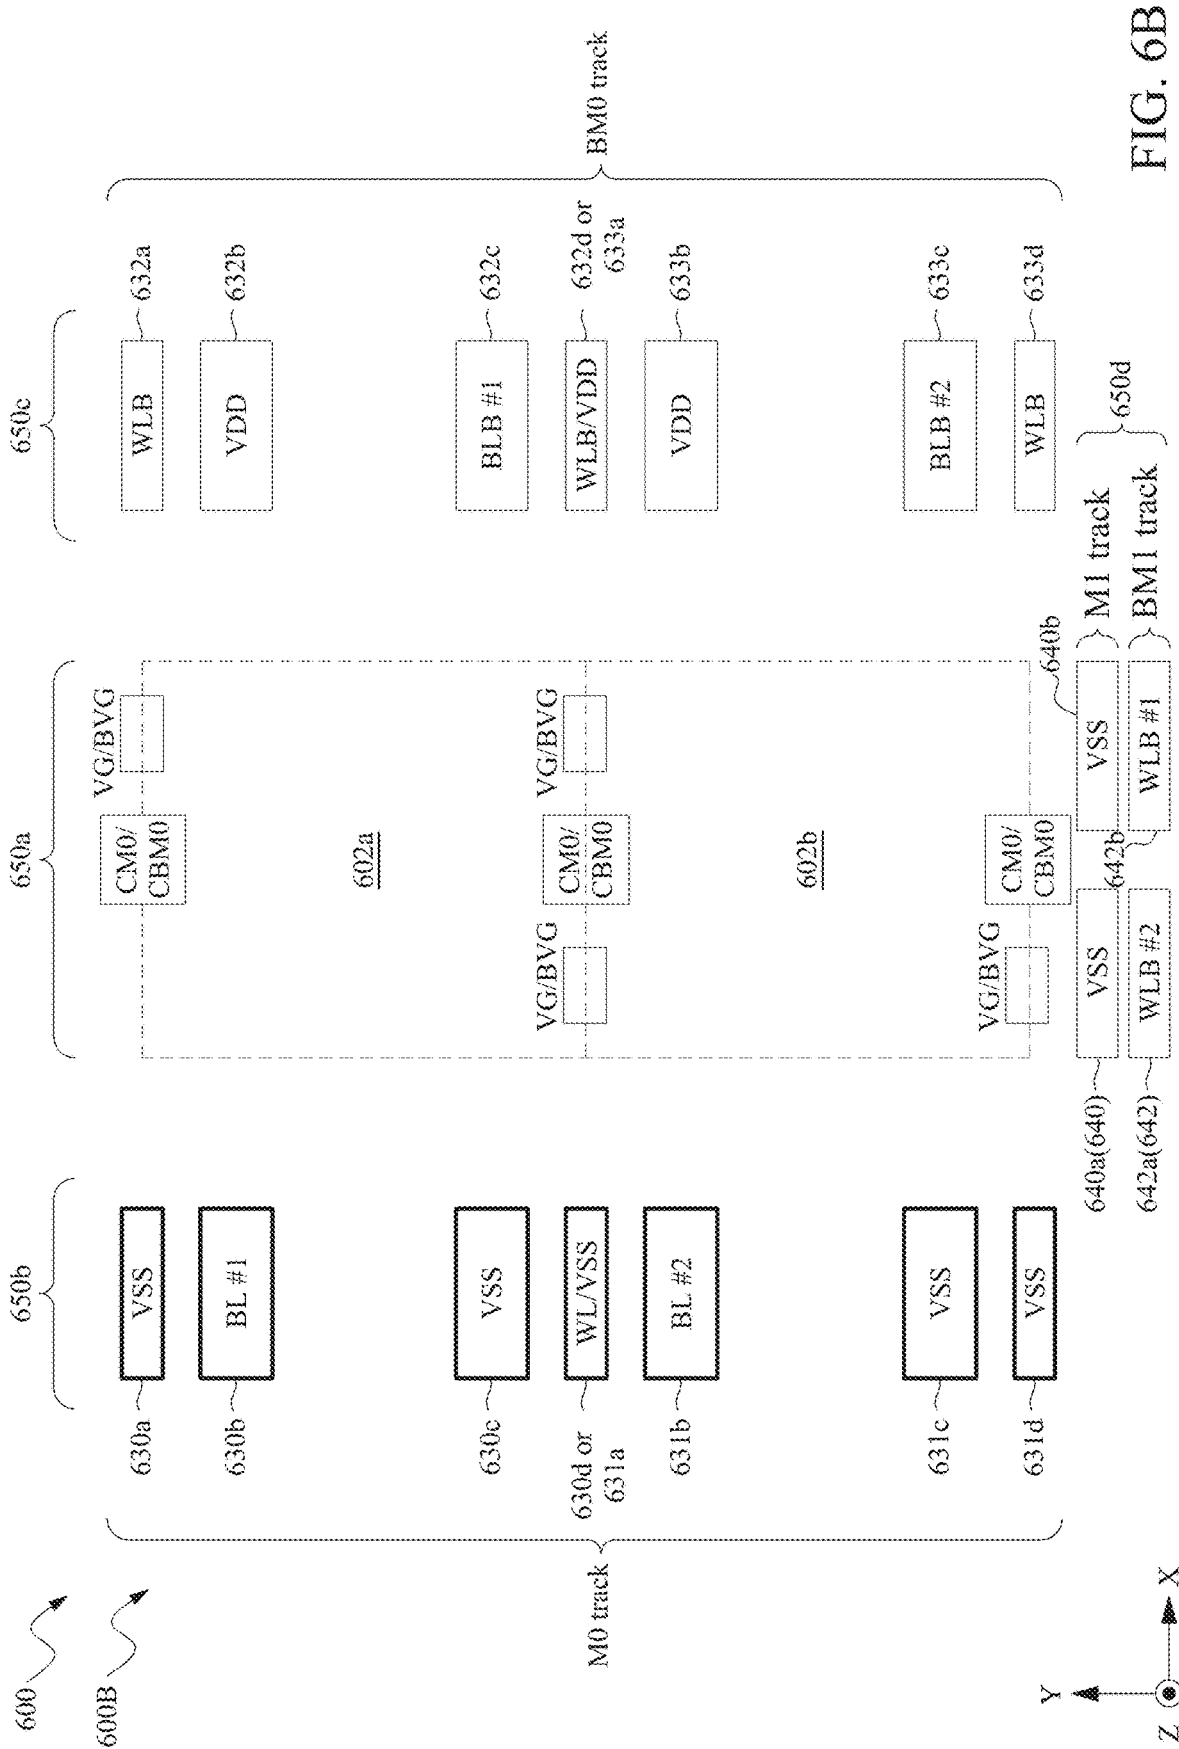 600
600B
650b
650a
650c
M0 track
630a
VSS
630b
BL #1
630c
VSS
630d or
631a
WL/VSS
631b
BL #2
631c
VSS
631d
VSS
VG/BVG
CM0/
CBM0
602a
VG/BVG
CM0/
CBM0
VG/BVG
602b
VG/BVG
CM0/
CBM0
WLB
632a
VDD
632b
BLB #1
632c
WLB/VDD
632d or
633a
VDD
633b
BLB #2
633c
WLB
633d
BM0 track
640a(640)
VSS
VSS
640b
M1 track
642a(642)
WLB #2
642b
WLB #1
BM1 track
650d
Y
X
Z
FIG. 6B